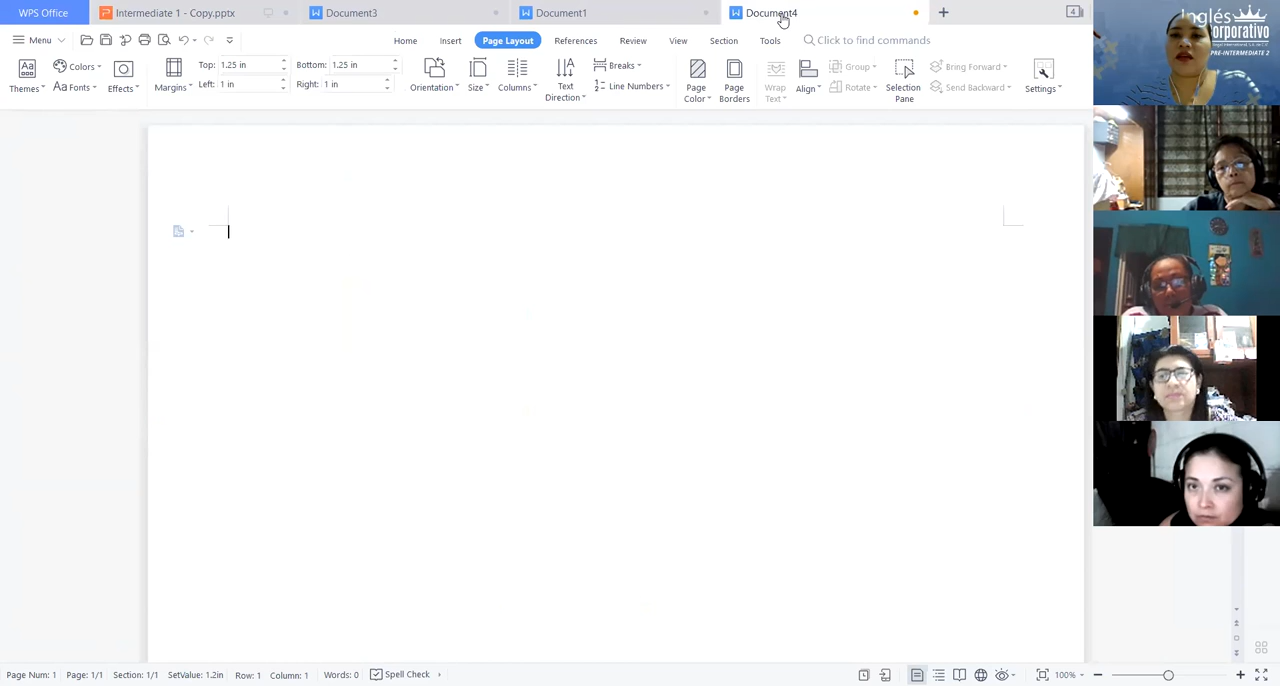 WPS Office
Intermediate 1 - Copy.pptx
Document3
Document1
Document4
4
Menu
Home
Insert
Page Layout
References
Review
View
Section
Tools
Click to find commands
Themes
Colors
Aa Fonts
Effects
Margins
Top: 1.25 in
Bottom: 1.25 in
Left: 1 in
Right: 1 in
Orientation
Size
Columns
Text Direction
Breaks
Line Numbers
Page Color
Page Borders
Wrap Text
Align
Group
Rotate
Selection Pane
Bring Forward
Send Backward
Settings
inglés
corporativo
PRE-INTERMEDIATE 2
Page Num: 1 Page: 1/1 Section: 1/1 SetValue: 1.2in Row: 1 Column: 1 Words: 0 Spell Check 100%